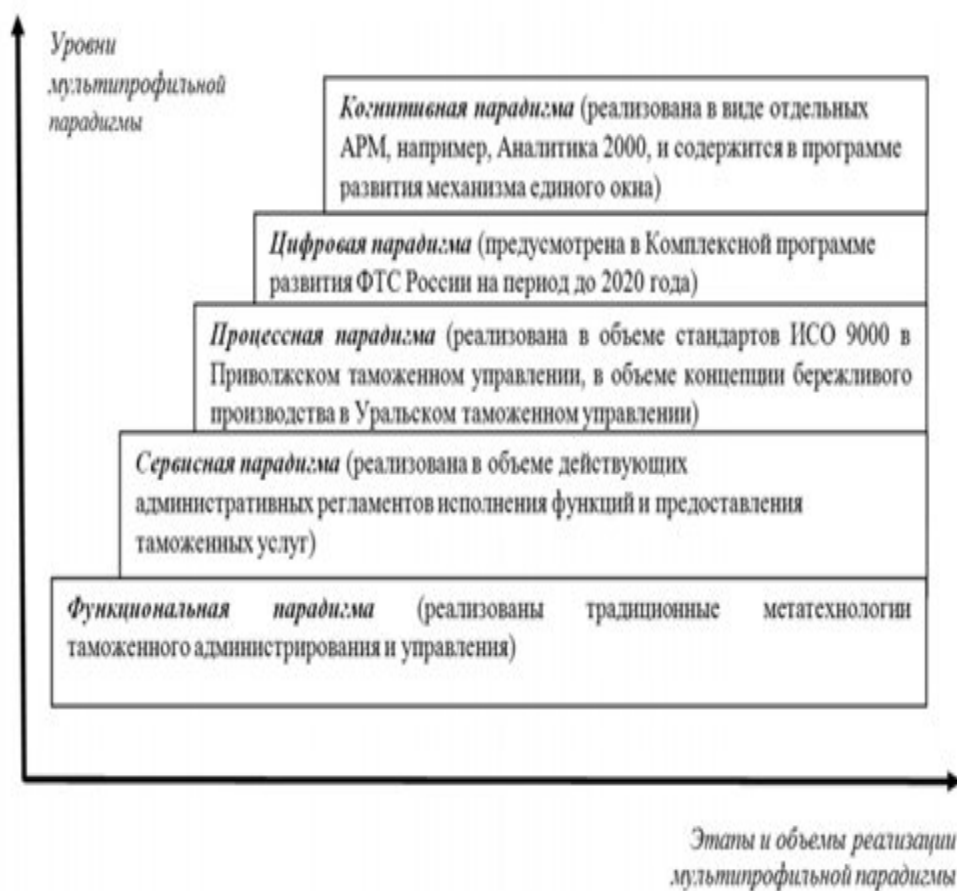 Уровни
мультипрофильной
парадигмы
Когнитивная парадигма (реализована в виде отдельных
АРМ, например, Аналитика 2000, и содержится в программе
развития механизма единого окна)
Цифровая парадигма (предусмотрена в Комплексной программе
развития ФТС России на период до 2020 года)
Процессная парадигма (реализована в объеме стандартов ИСО 9000 в
Приволжском таможенном управлении, в объеме концепции бережливого
производства в Уральском таможенном управлении)
Сервисная парадигма (реализована в объеме действующих
административных регламентов исполнения функций и предоставления
таможенных услуг)
Функциональная парадигма (реализованы традиционные метатехнологии
таможенного администрирования и управления)
Этапы и объемы реализации
мультипрофильной парадигмы